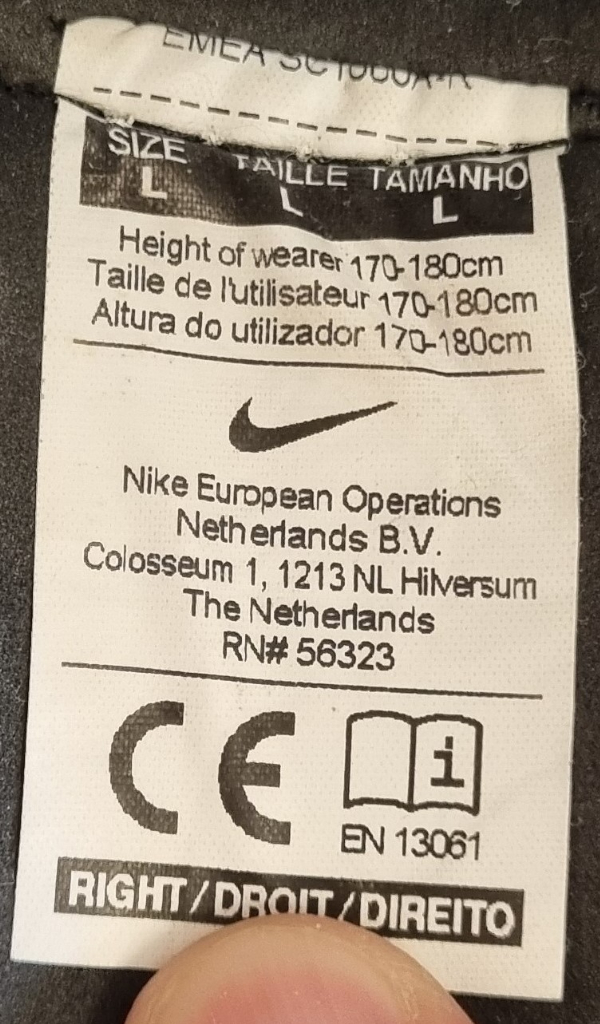 EMEA
SIZE TAILLE TAMANHO
L L L
Height of wearer 170-180cm
Taille de l'utilisateur 170-180cm
Altura do utilizador 170-180cm
Nike European Operations
Netherlands B.V.
Colosseum 1, 1213 NL Hilversum
The Netherlands
RN# 56323
CE
i
EN 13061
RIGHT/DROIT/DIREITO